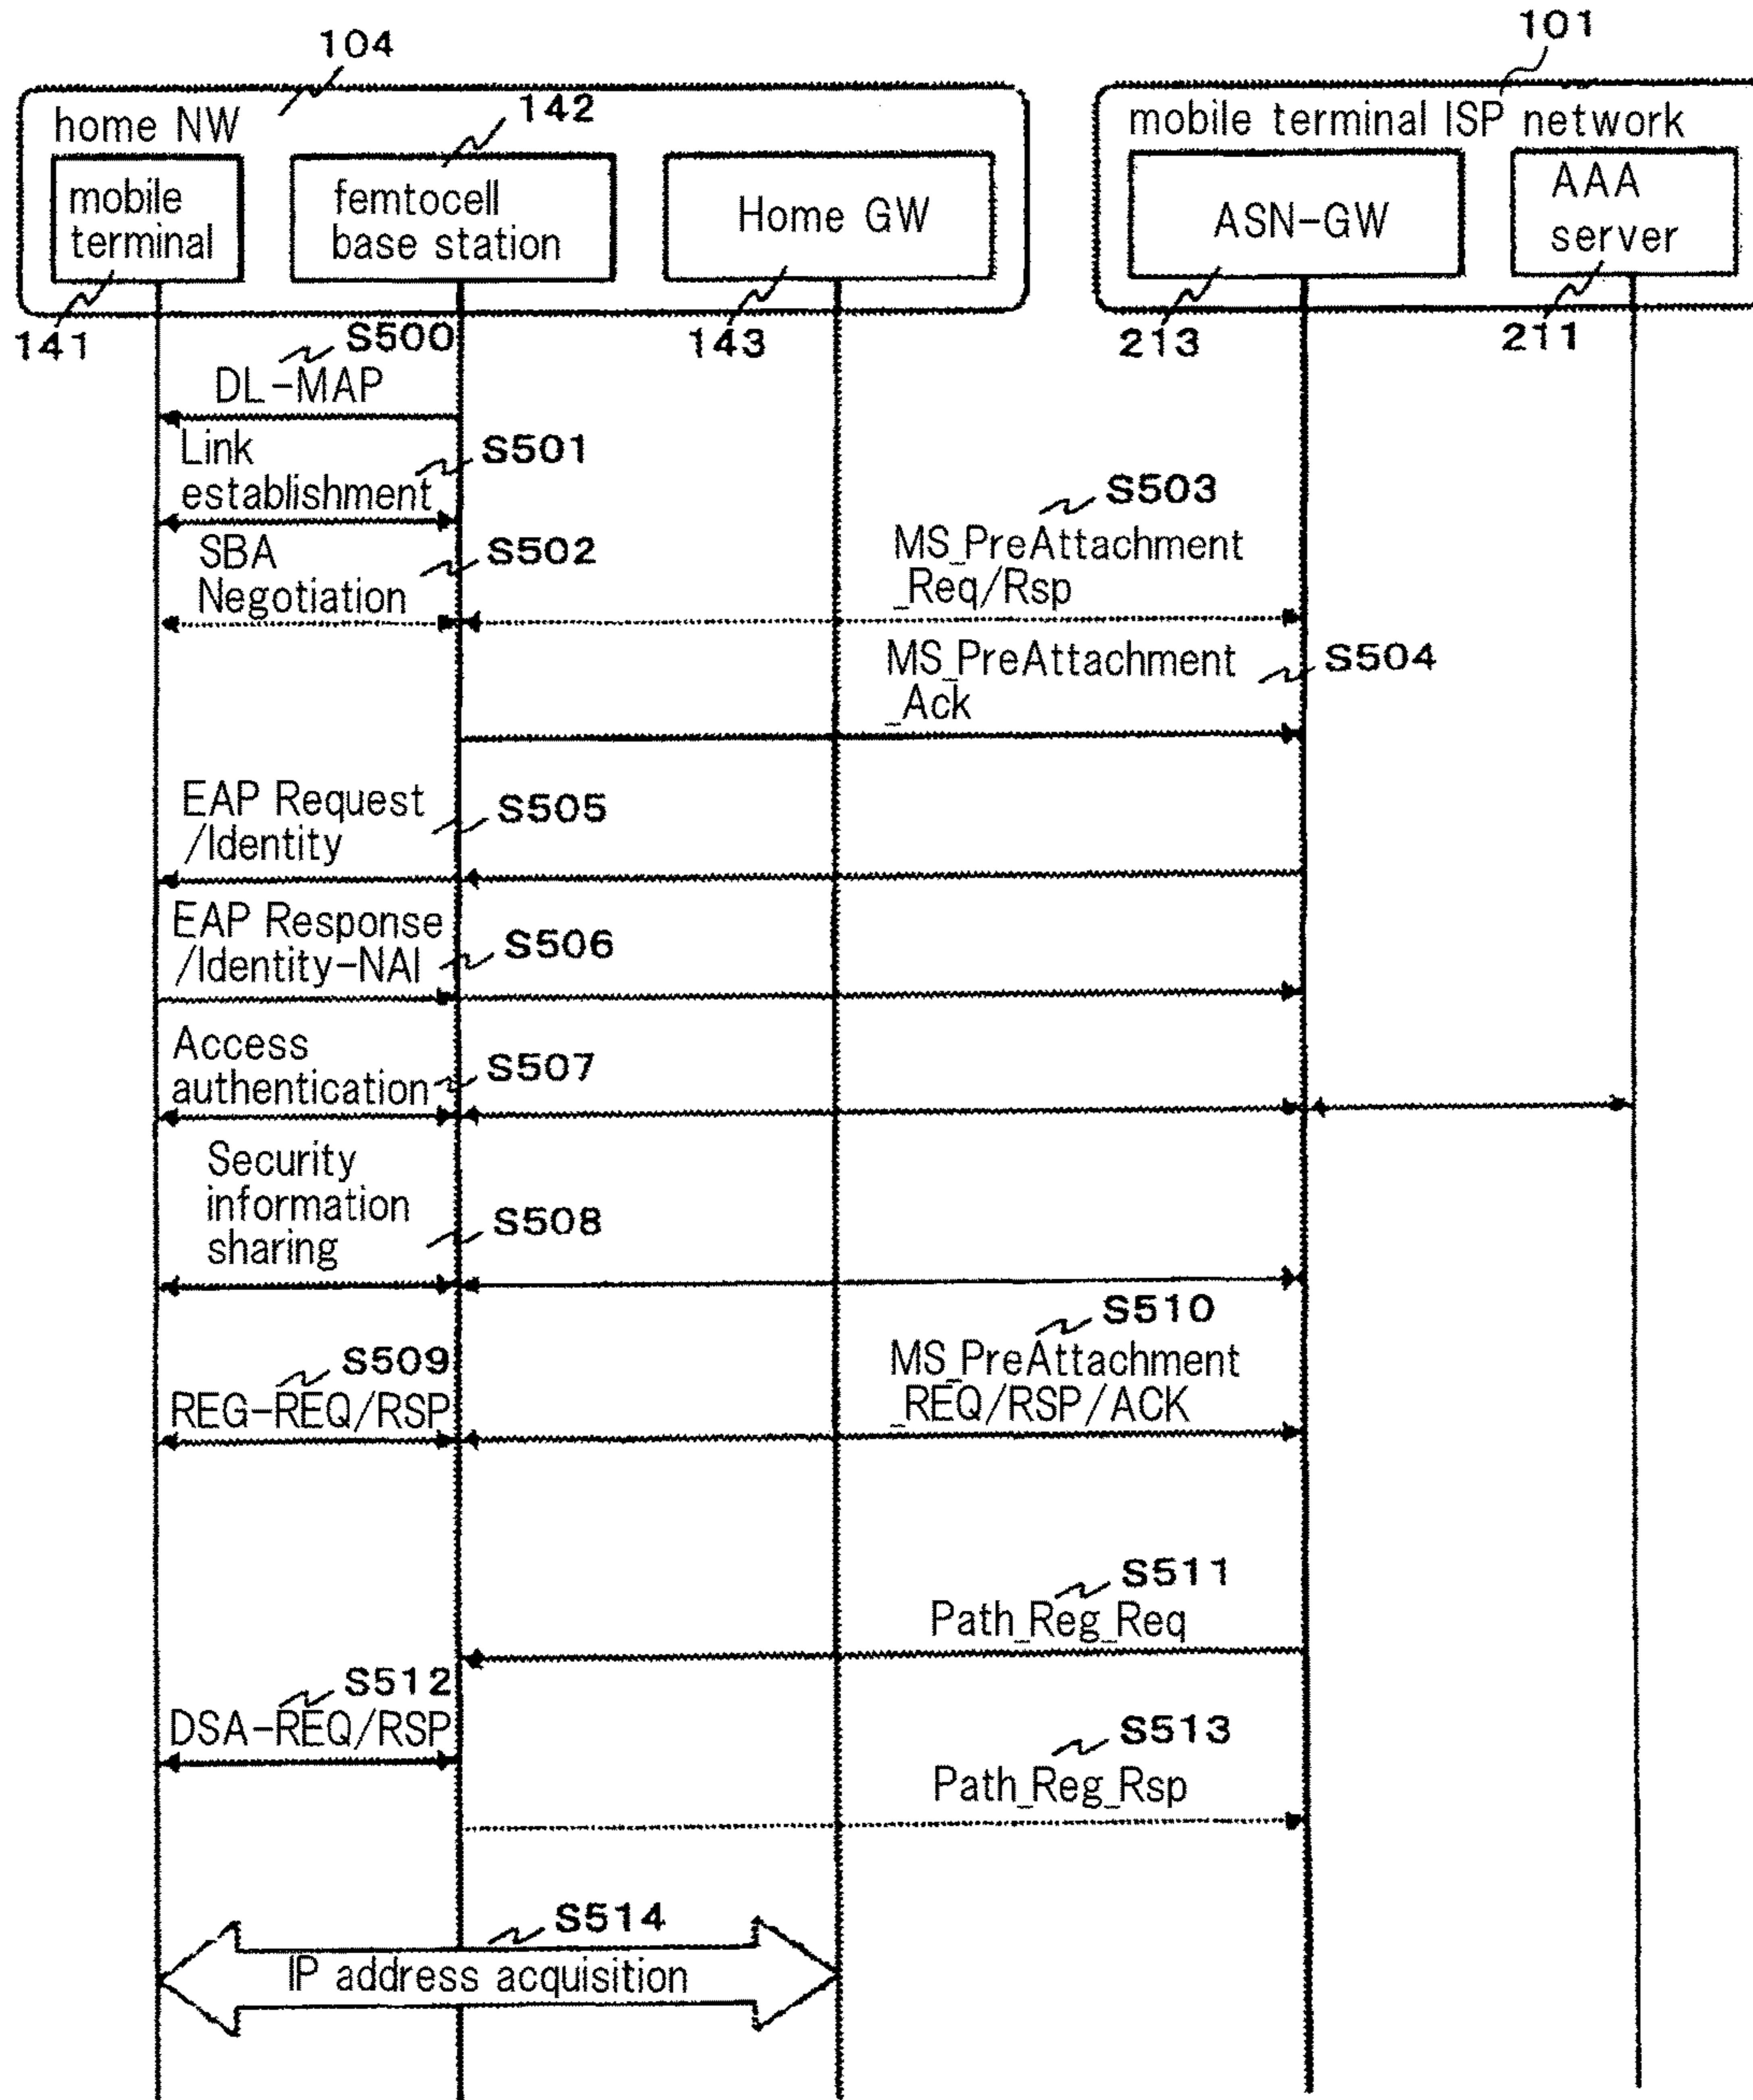 104
101
home NW
142
mobile terminal ISP network
mobile
terminal
femtocell
base station
Home GW
ASN-GW
AAA
server
141
143
213
211
S500
DL-MAP
Link
establishment
S501
S503
SBA
Negotiation
S502
MS_PreAttachment
_Req/Rsp
MS_PreAttachment
_Ack
S504
EAP Request
/Identity
S505
EAP Response
/Identity-NAI
S506
Access
authentication
S507
Security
information
sharing
S508
S510
S509
REG-REQ/RSP
MS_PreAttachment
_REQ/RSP/ACK
S511
Path_Reg_Req
S512
DSA-REQ/RSP
S513
Path_Reg_Rsp
S514
IP address acquisition